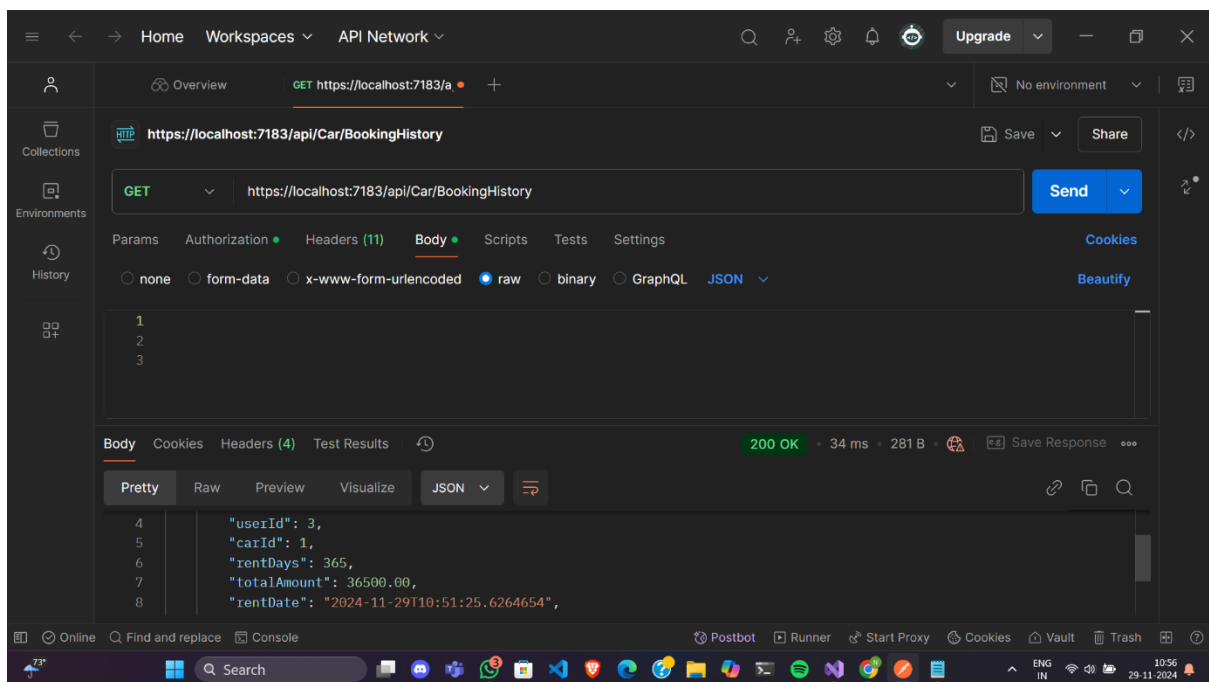 Home Workspaces API Network Upgrade
Overview GET https://localhost:7183/a No environment
HTTP https://localhost:7183/api/Car/BookingHistory Save Share </>
Collections
GET https://localhost:7183/api/Car/BookingHistory Send
Environments
Params Authorization Headers (11) Body Scripts Tests Settings Cookies
History
none form-data x-www-form-urlencoded raw binary GraphQL JSON Beautify
1
2
3
Body Cookies Headers (4) Test Results 200 OK 34 ms 281 B e.g. Save Response
Pretty Raw Preview Visualize JSON
4 "userId": 3,
5 "carId": 1,
6 "rentDays": 365,
7 "totalAmount": 36500.00,
8 "rentDate": "2024-11-29T10:51:25.6264654",
Online Find and replace Console Postbot Runner Start Proxy Cookies Vault Trash
73° Search 3 ENG IN 10:56 29-11-2024